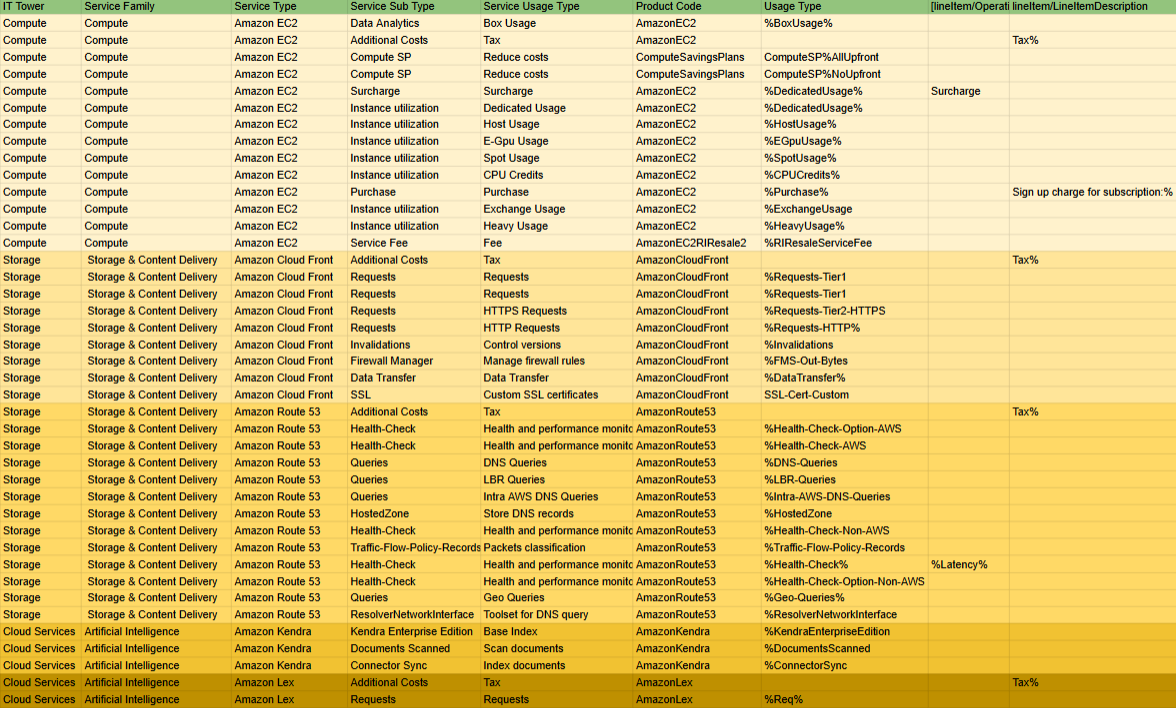 IT Tower Service Family Service Type Service Sub Type Service Usage Type Product Code Usage Type [lineItem/Operati lineItem/LineItemDescription
Compute Compute Amazon EC2 Data Analytics Box Usage AmazonEC2 %BoxUsage%
Compute Compute Amazon EC2 Additional Costs Tax AmazonEC2 Tax%
Compute Compute Amazon EC2 Compute SP Reduce costs ComputeSavingsPlans ComputeSP%AllUpfront
Compute Compute Amazon EC2 Compute SP Reduce costs ComputeSavingsPlans ComputeSP%NoUpfront
Compute Compute Amazon EC2 Surcharge Surcharge AmazonEC2 %DedicatedUsage% Surcharge
Compute Compute Amazon EC2 Instance utilization Dedicated Usage AmazonEC2 %DedicatedUsage%
Compute Compute Amazon EC2 Instance utilization Host Usage AmazonEC2 %HostUsage%
Compute Compute Amazon EC2 Instance utilization E-Gpu Usage AmazonEC2 %EGpuUsage%
Compute Compute Amazon EC2 Instance utilization Spot Usage AmazonEC2 %SpotUsage%
Compute Compute Amazon EC2 Instance utilization CPU Credits AmazonEC2 %CPUCredits%
Compute Compute Amazon EC2 Purchase Purchase AmazonEC2 %Purchase% Sign up charge for subscription:%
Compute Compute Amazon EC2 Instance utilization Exchange Usage AmazonEC2 %ExchangeUsage
Compute Compute Amazon EC2 Instance utilization Heavy Usage AmazonEC2 %HeavyUsage%
Compute Compute Amazon EC2 Service Fee Fee AmazonEC2RIResale2 %RIResaleServiceFee
Storage Storage & Content Delivery Amazon Cloud Front Additional Costs Tax AmazonCloudFront Tax%
Storage Storage & Content Delivery Amazon Cloud Front Requests Requests AmazonCloudFront %Requests-Tier1
Storage Storage & Content Delivery Amazon Cloud Front Requests Requests AmazonCloudFront %Requests-Tier1
Storage Storage & Content Delivery Amazon Cloud Front Requests HTTPS Requests AmazonCloudFront %Requests-Tier2-HTTPS
Storage Storage & Content Delivery Amazon Cloud Front Requests HTTP Requests AmazonCloudFront %Requests-HTTP%
Storage Storage & Content Delivery Amazon Cloud Front Invalidations Control versions AmazonCloudFront %Invalidations
Storage Storage & Content Delivery Amazon Cloud Front Firewall Manager Manage firewall rules AmazonCloudFront %FMS-Out-Bytes
Storage Storage & Content Delivery Amazon Cloud Front Data Transfer Data Transfer AmazonCloudFront %DataTransfer%
Storage Storage & Content Delivery Amazon Cloud Front SSL Custom SSL certificates AmazonCloudFront SSL-Cert-Custom
Storage Storage & Content Delivery Amazon Route 53 Additional Costs Tax AmazonRoute53 Tax%
Storage Storage & Content Delivery Amazon Route 53 Health-Check Health and performance monito AmazonRoute53 %Health-Check-Option-AWS
Storage Storage & Content Delivery Amazon Route 53 Health-Check Health and performance monito AmazonRoute53 %Health-Check-AWS
Storage Storage & Content Delivery Amazon Route 53 Queries DNS Queries AmazonRoute53 %DNS-Queries
Storage Storage & Content Delivery Amazon Route 53 Queries LBR Queries AmazonRoute53 %LBR-Queries
Storage Storage & Content Delivery Amazon Route 53 Queries Intra AWS DNS Queries AmazonRoute53 %Intra-AWS-DNS-Queries
Storage Storage & Content Delivery Amazon Route 53 HostedZone Store DNS records AmazonRoute53 %HostedZone
Storage Storage & Content Delivery Amazon Route 53 Health-Check Health and performance monito AmazonRoute53 %Health-Check-Non-AWS
Storage Storage & Content Delivery Amazon Route 53 Traffic-Flow-Policy-Records Packets classification AmazonRoute53 %Traffic-Flow-Policy-Records
Storage Storage & Content Delivery Amazon Route 53 Health-Check Health and performance monito AmazonRoute53 %Health-Check% %Latency%
Storage Storage & Content Delivery Amazon Route 53 Health-Check Health and performance monito AmazonRoute53 %Health-Check-Option-Non-AWS
Storage Storage & Content Delivery Amazon Route 53 Queries Geo Queries AmazonRoute53 %Geo-Queries%
Storage Storage & Content Delivery Amazon Route 53 ResolverNetworkInterface Toolset for DNS query AmazonRoute53 %ResolverNetworkInterface
Cloud Services Artificial Intelligence Amazon Kendra Kendra Enterprise Edition Base Index AmazonKendra %KendraEnterpriseEdition
Cloud Services Artificial Intelligence Amazon Kendra Documents Scanned Scan documents AmazonKendra %DocumentsScanned
Cloud Services Artificial Intelligence Amazon Kendra Connector Sync Index documents AmazonKendra %ConnectorSync
Cloud Services Artificial Intelligence Amazon Lex Additional Costs Tax AmazonLex Tax%
Cloud Services Artificial Intelligence Amazon Lex Requests Requests AmazonLex %Req%